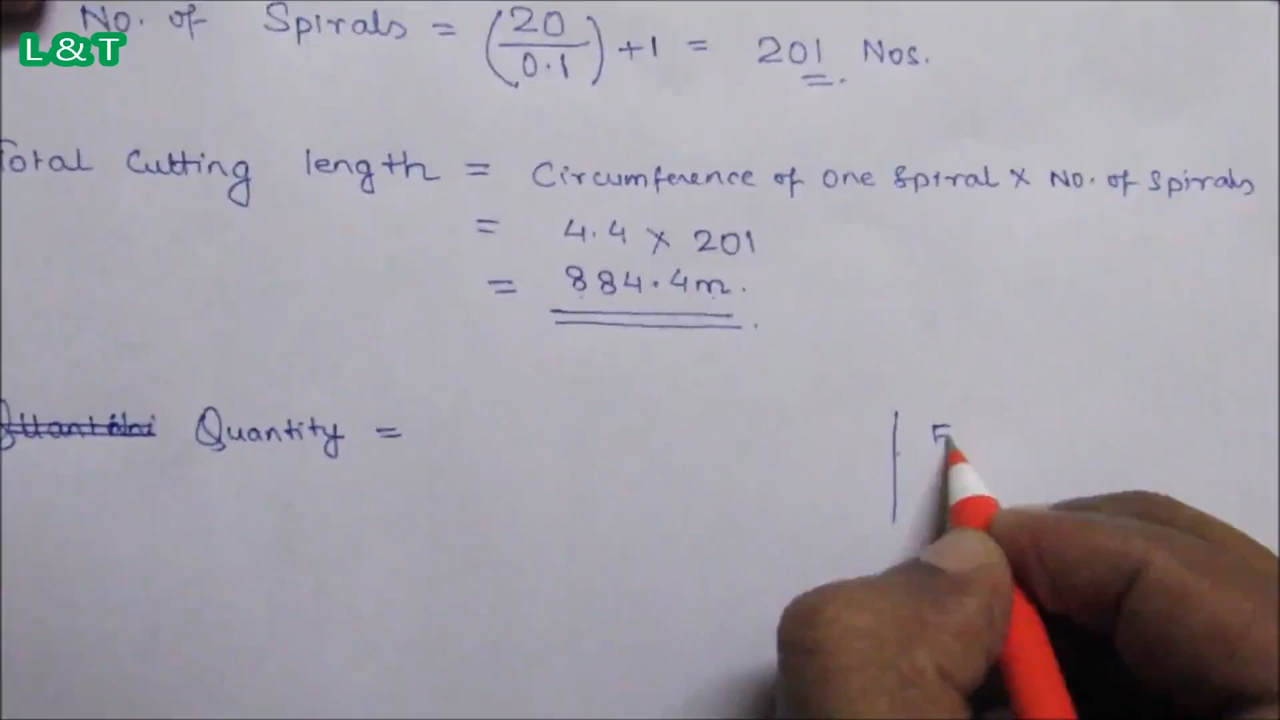 No. of Spirals = (20/0.1) + 1 = 201 Nos.
L & T
Total Cutting length = Circumference of one spiral × No. of spirals
= 4.4 × 201
= 884.4m.
Quantity =